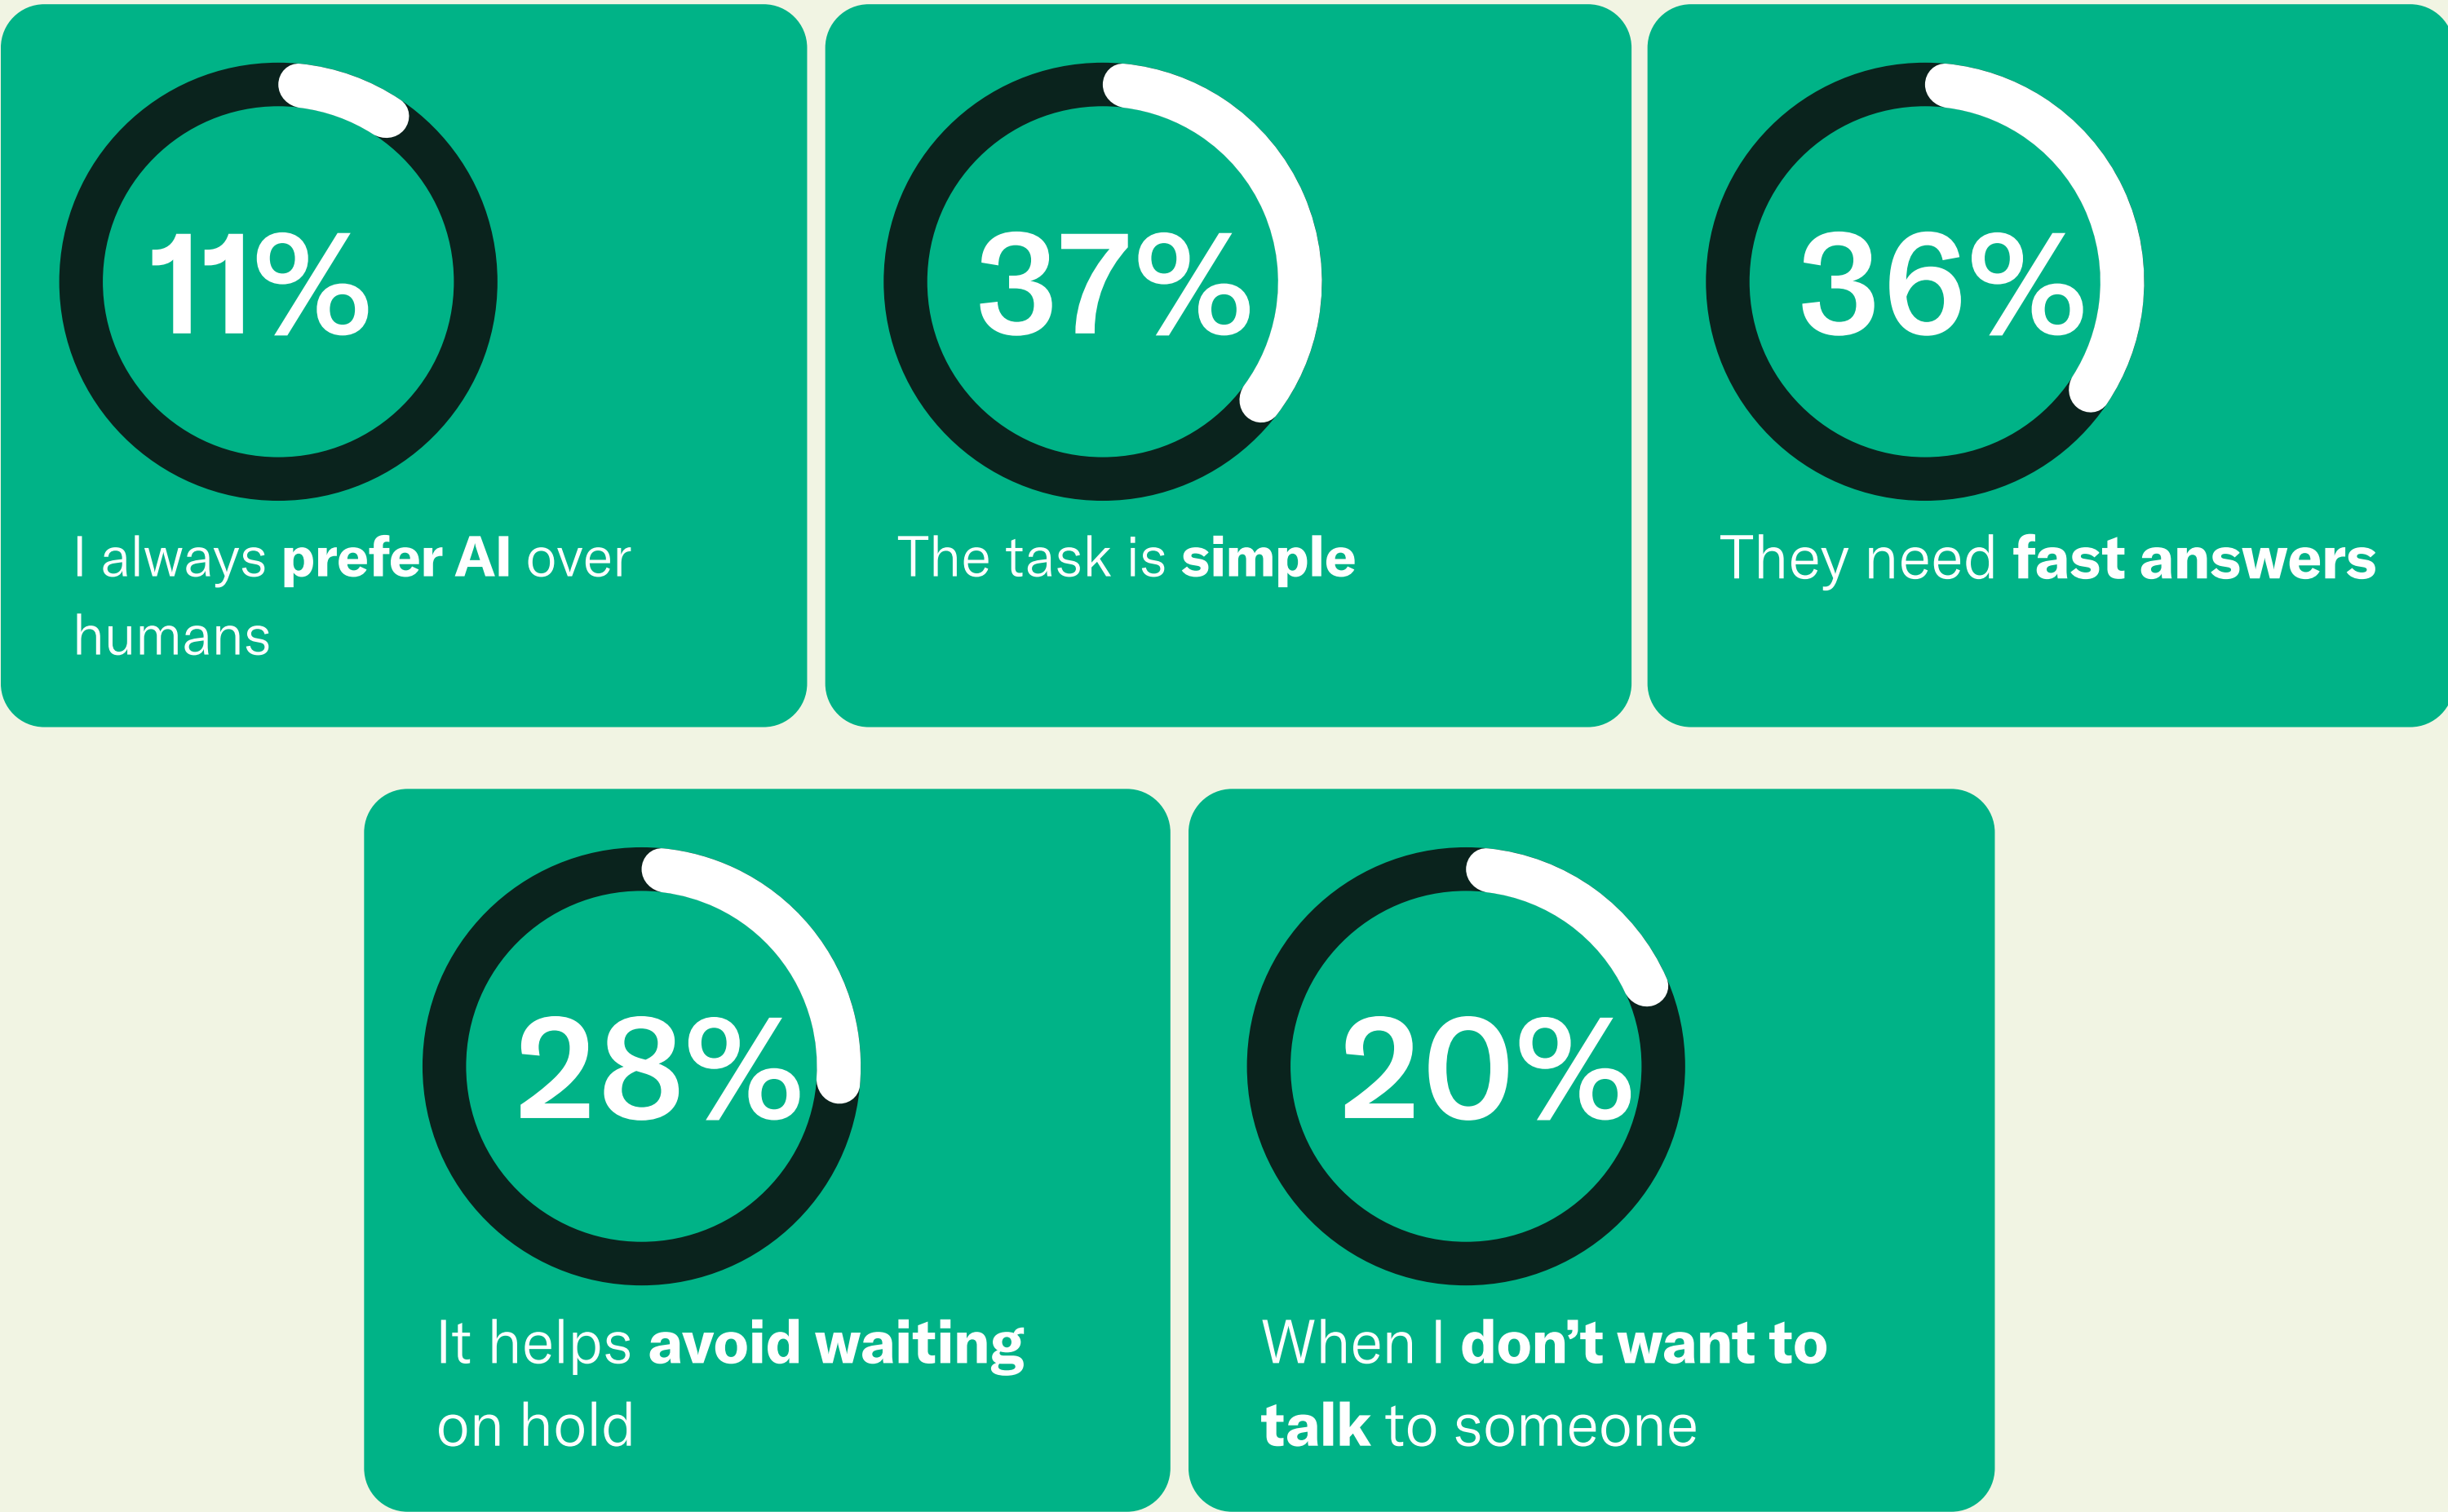 11%
I always prefer AI over
humans
37%
The task is simple
36%
They need fast answers
28%
It helps avoid waiting
on hold
20%
When I don't want to
talk to someone